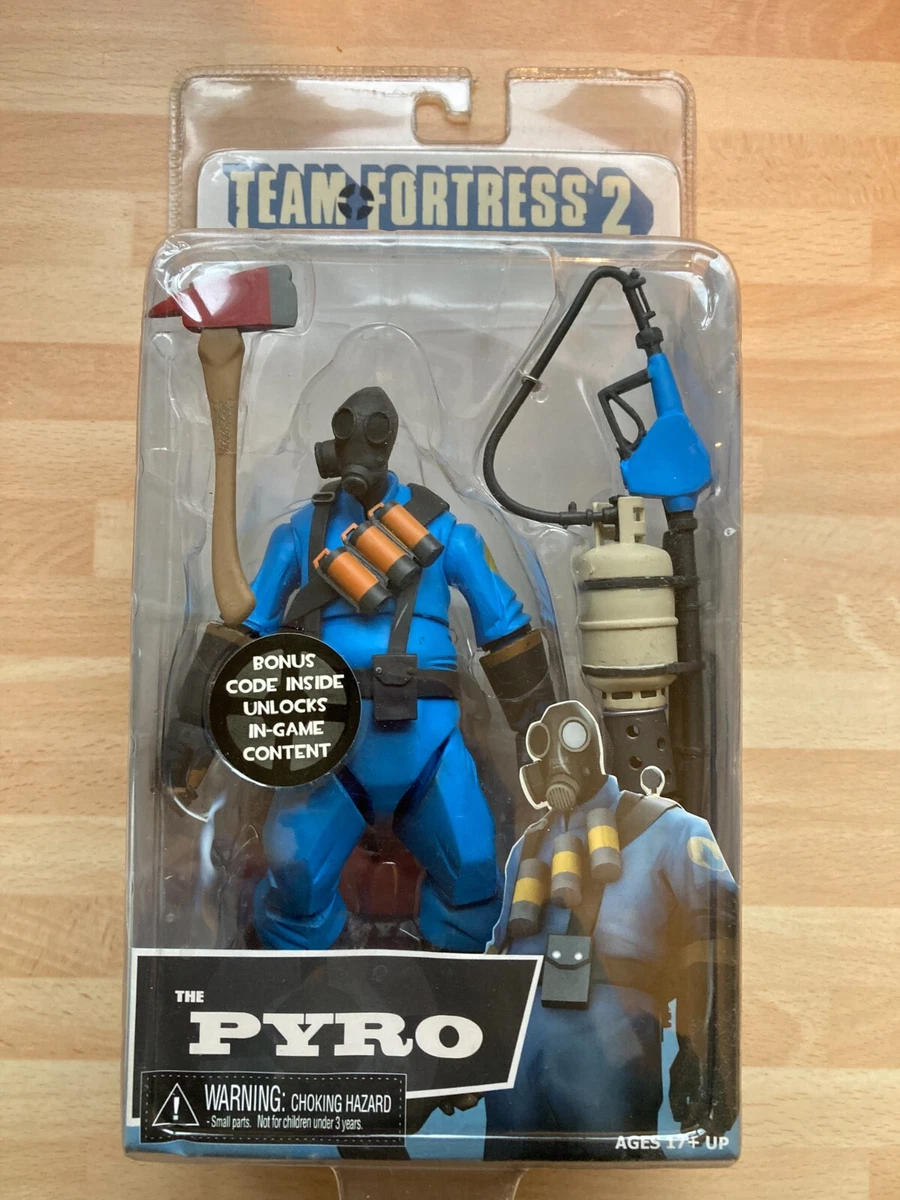 TEAM FORTRESS 2
BONUS
CODE INSIDE
UNLOCKS
IN-GAME
CONTENT
THE
PYRO
WARNING: CHOKING HAZARD
- Small parts. Not for children under 3 years.
AGES 17+ UP